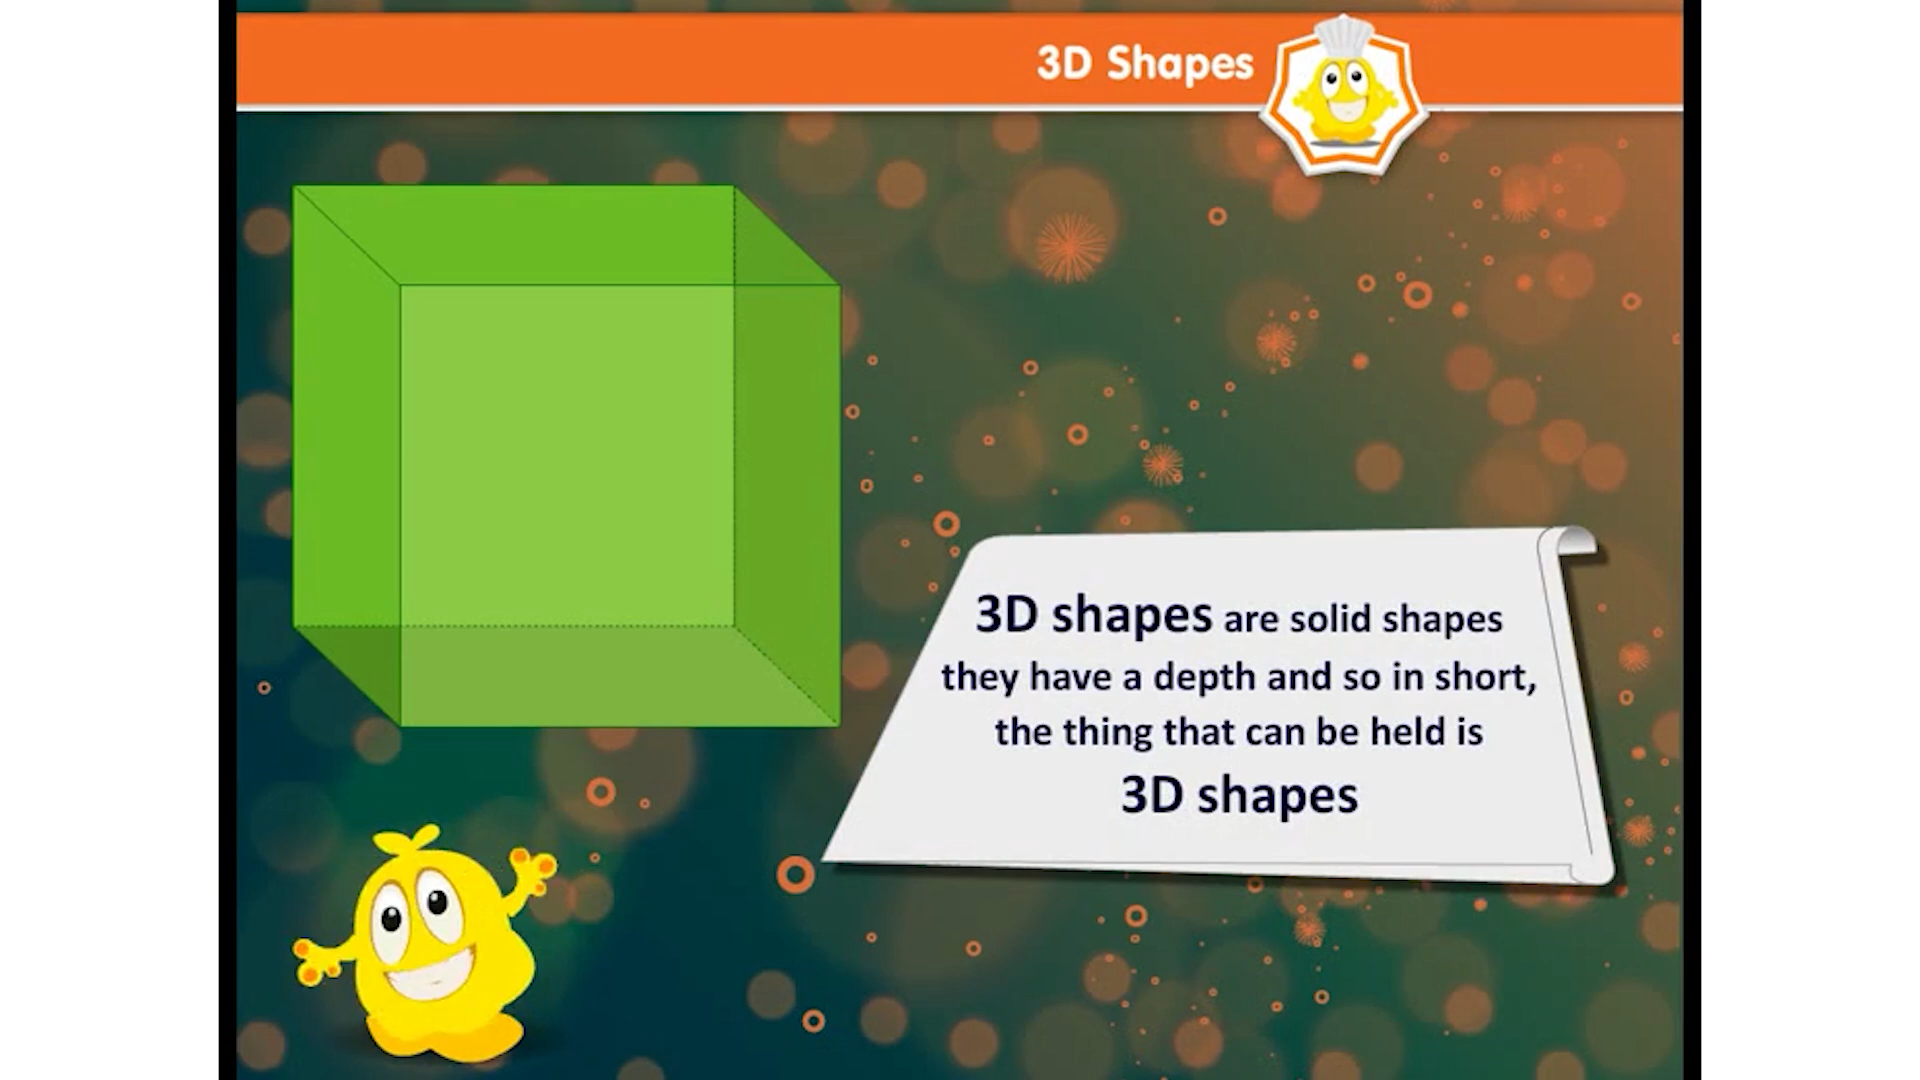 3D Shapes
3D shapes are solid shapes
they have a depth and so in short,
the thing that can be held is
3D shapes